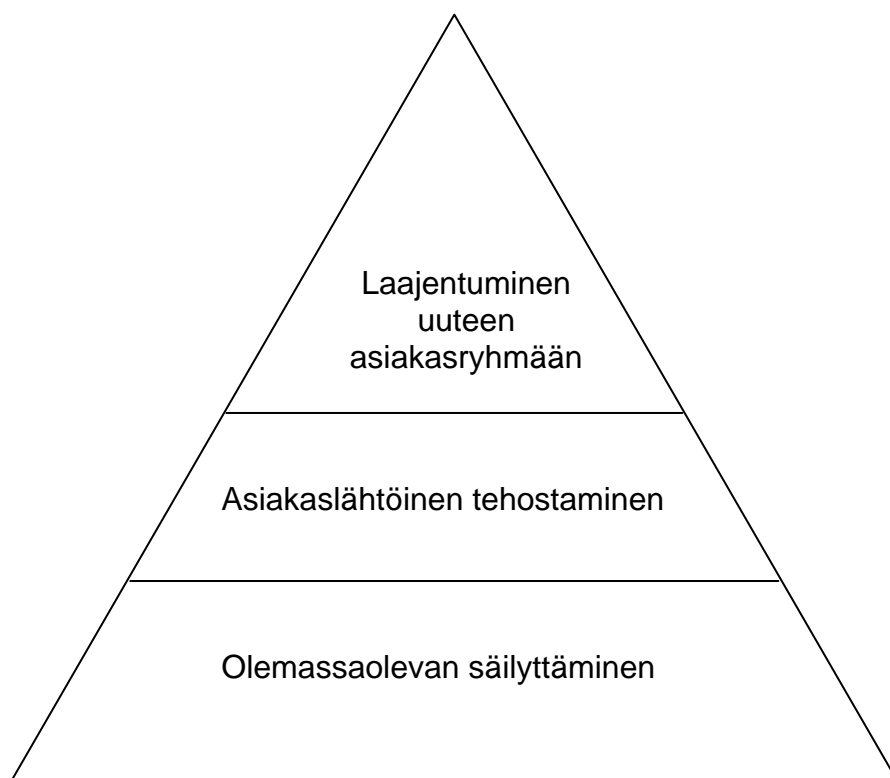 Laajentuminen
uuteen
asiakasryhmään
Asiakaslähtöinen tehostaminen
Olemassaolevan säilyttäminen